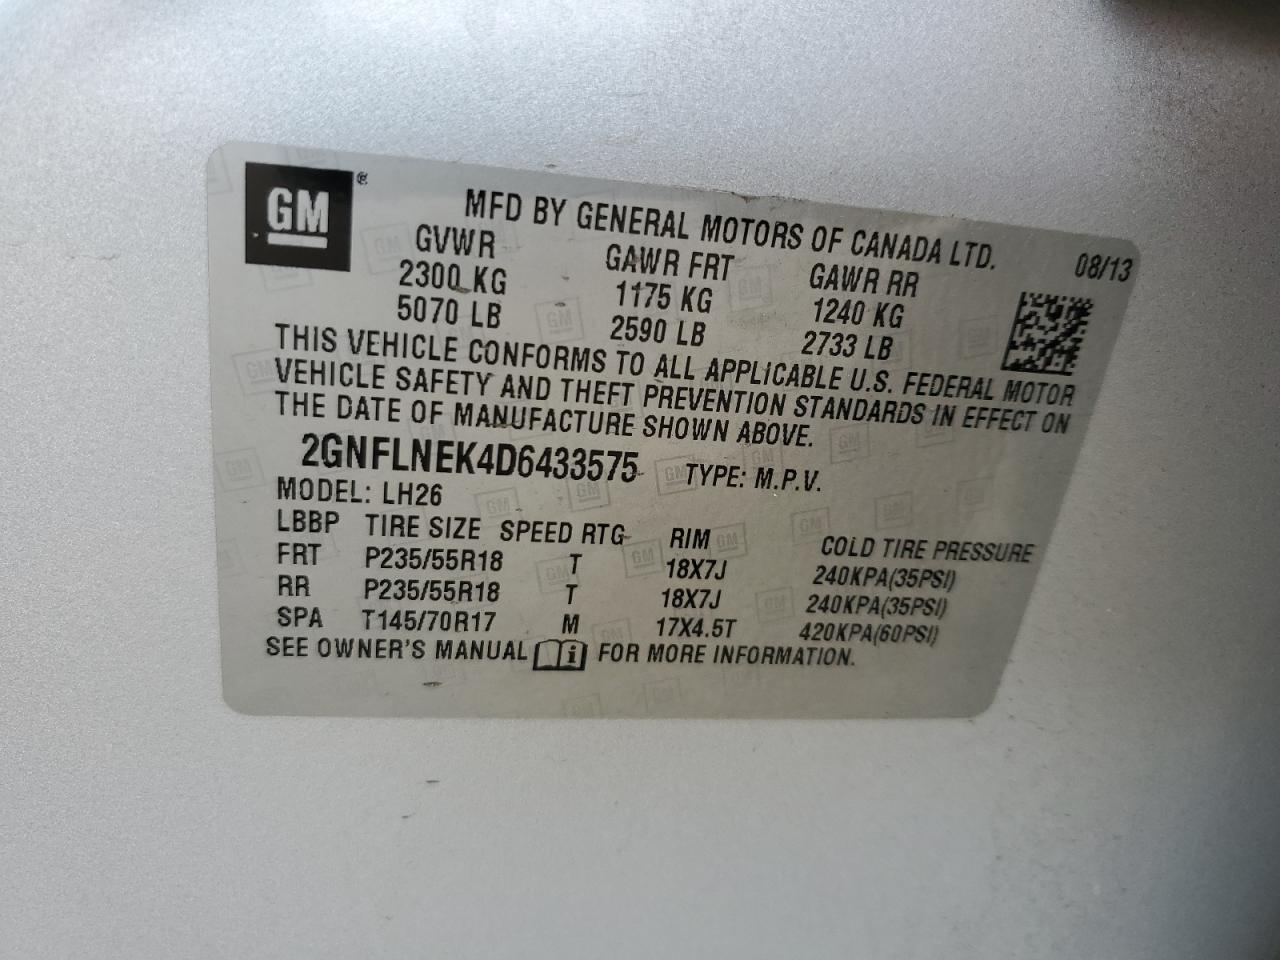 GM ®
MFD BY GENERAL MOTORS OF CANADA LTD. 08/13
GVWR GAWR FRT GAWR RR
2300 KG 1175 KG 1240 KG
5070 LB 2590 LB 2733 LB
THIS VEHICLE CONFORMS TO ALL APPLICABLE U.S. FEDERAL MOTOR
VEHICLE SAFETY AND THEFT PREVENTION STANDARDS IN EFFECT ON
THE DATE OF MANUFACTURE SHOWN ABOVE.
2GNFLNEK4D6433575 TYPE: M.P.V.
MODEL: LH26
LBBP TIRE SIZE SPEED RTG RIM COLD TIRE PRESSURE
FRT P235/55R18 T 18X7J 240KPA(35PSI)
RR P235/55R18 T 18X7J 240KPA(35PSI)
SPA T145/70R17 M 17X4.5T 420KPA(60PSI)
SEE OWNER'S MANUAL i FOR MORE INFORMATION.